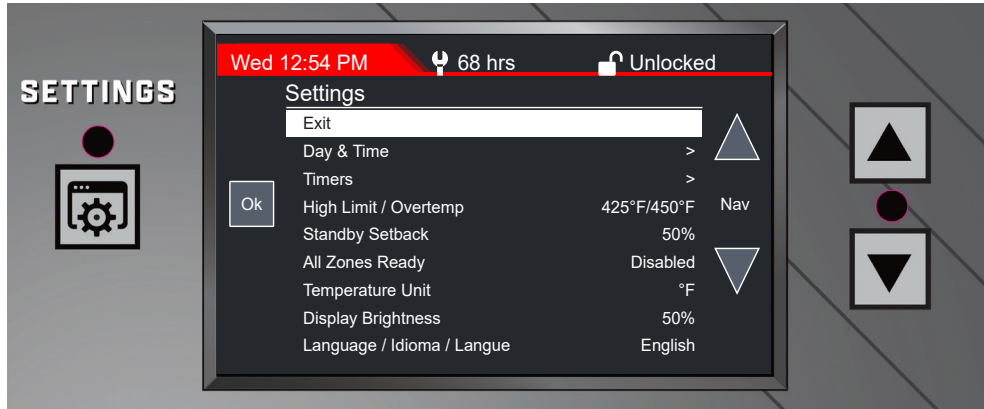 SETTINGS
Wed 12:54 PM 68 hrs Unlocked
Settings
Exit
Day & Time >
Timers >
Ok
High Limit / Overtemp 425°F/450°F
Nav
Standby Setback 50%
All Zones Ready Disabled
Temperature Unit °F
Display Brightness 50%
Language / Idioma / Langue English